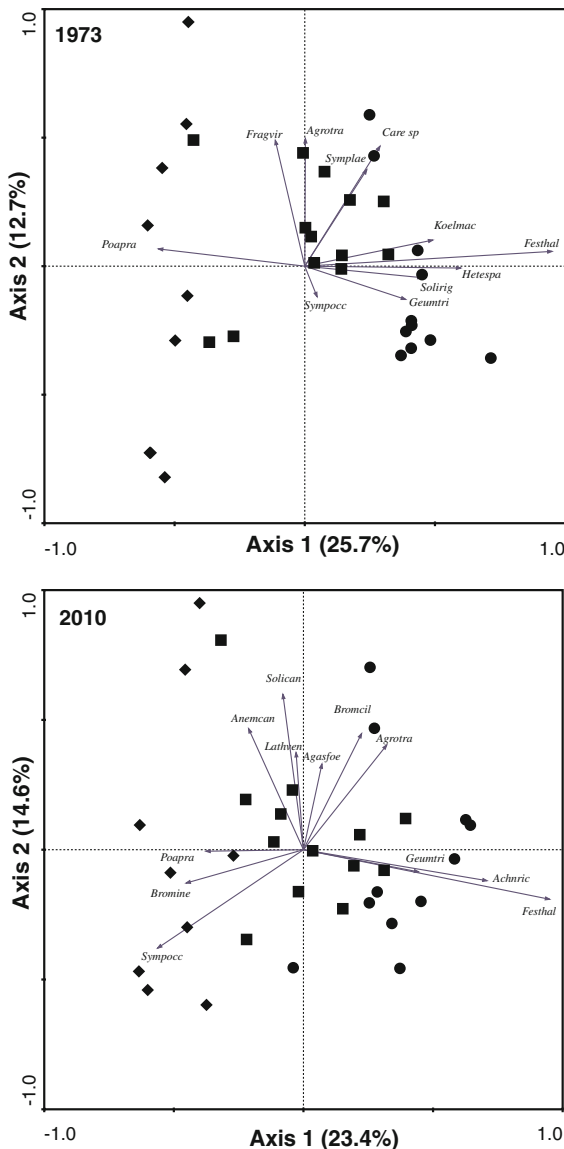 1.0
1973
Fragvir
Agrotra
Care sp
Symplae
Koelmac
Poapra
Festhal
Hetespa
Solirig
Sympocc
Geumtri
Axis 2 (12.7%)
-1.0
-1.0
Axis 1 (25.7%)
1.0
1.0
2010
Solican
Anemcan
Bromcil
Lathven
Agrotra
Agasfoe
Axis 2 (14.6%)
Poapra
Geumtri
Achnric
Bromine
Festhal
Sympocc
-1.0
-1.0
Axis 1 (23.4%)
1.0